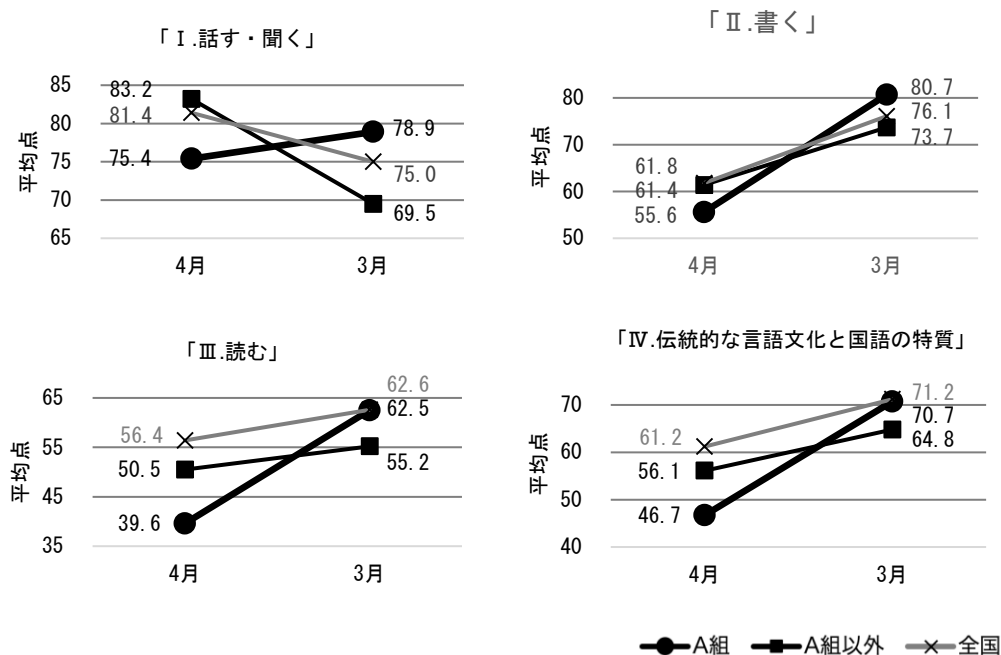 「Ⅰ.話す・聞く」
平均点
85
80
75
70
65
83.2
81.4
75.4
78.9
75.0
69.5
4月
3月
「Ⅱ.書く」
平均点
80
70
60
50
61.8
61.4
55.6
80.7
76.1
73.7
4月
3月
「Ⅲ.読む」
平均点
65
55
45
35
56.4
50.5
39.6
62.6
62.5
55.2
4月
3月
「Ⅳ.伝統的な言語文化と国語の特質」
平均点
70
60
50
40
61.2
56.1
46.7
71.2
70.7
64.8
4月
3月
A組
A組以外
全国